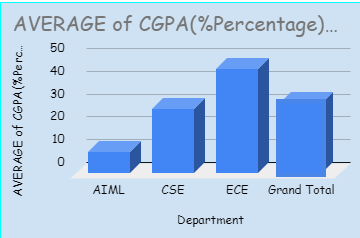 AVERAGE of CGPA(%Percentage)...
AVERAGE of CGPA(%Perc...
50
40
30
20
10
0
AIML CSE ECE Grand Total
Department